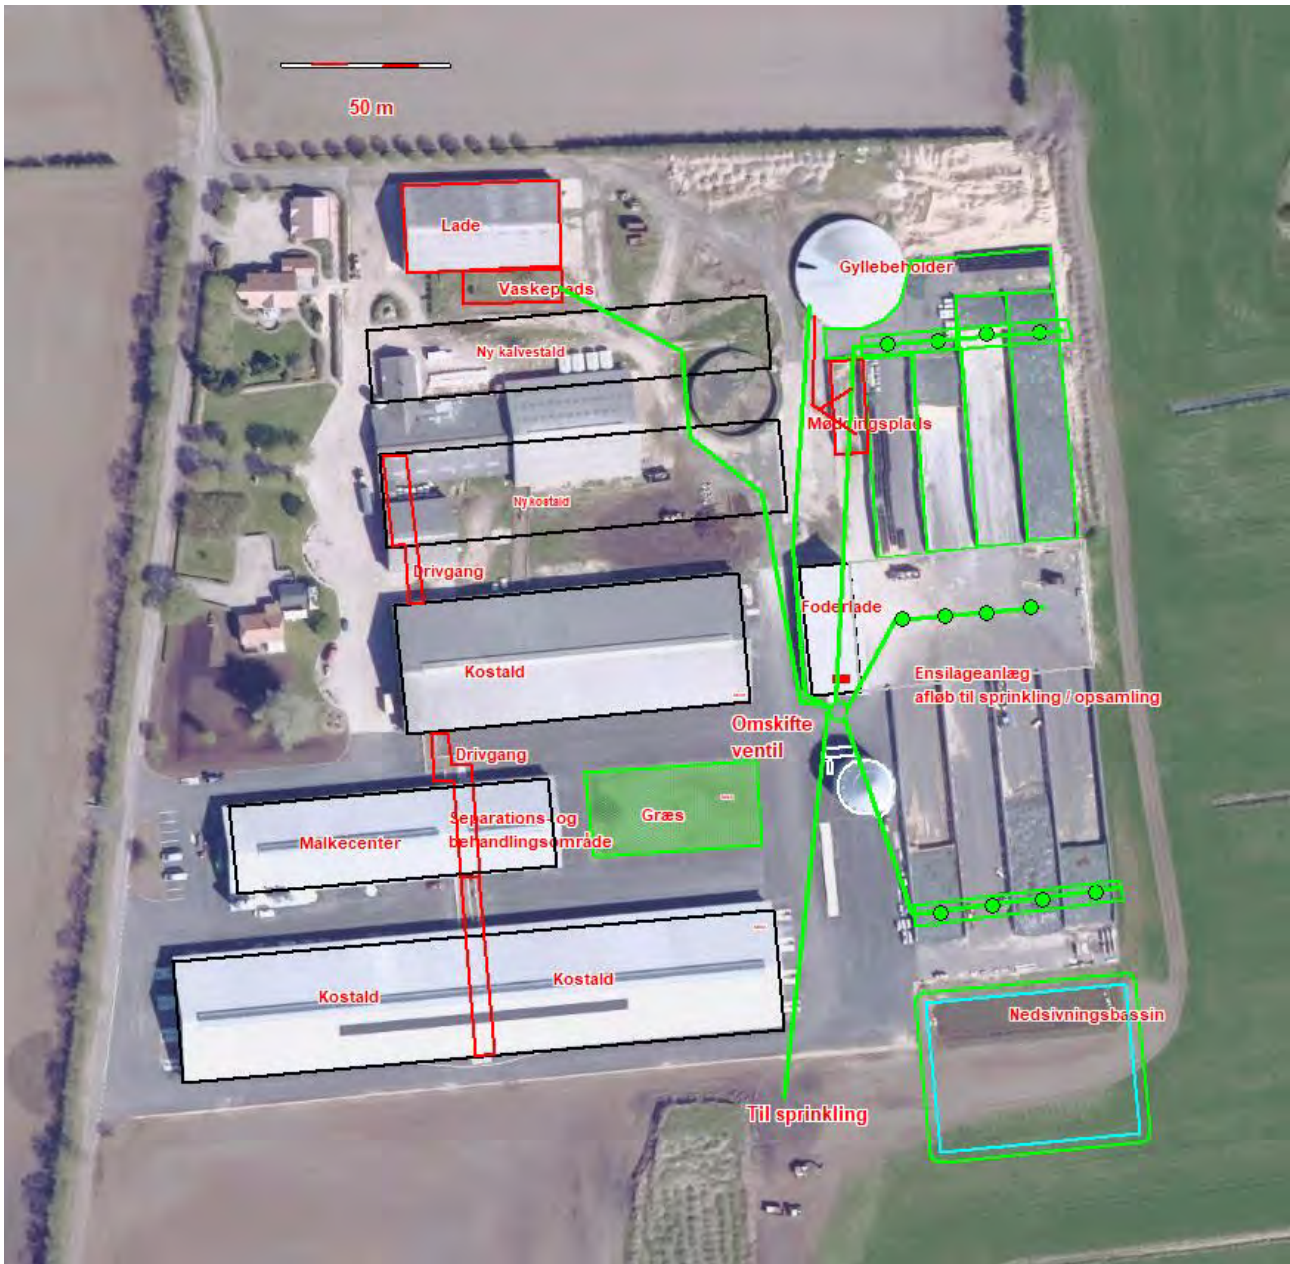 50 m
Lade
Vaskeplads
Gyllebeholder
Ny kalvestald
Mødningsplads
Ny kostald
Drivgang
Foderlade
Kostald
Ensilageanlæg
afløb til sprinkling / opsamling
Omskifte
ventil
Drivgang
Separations- og
behandlingsområde
Malkecenter
Græs
Kostald
Kostald
Nedsivningsbassin
Til sprinkling